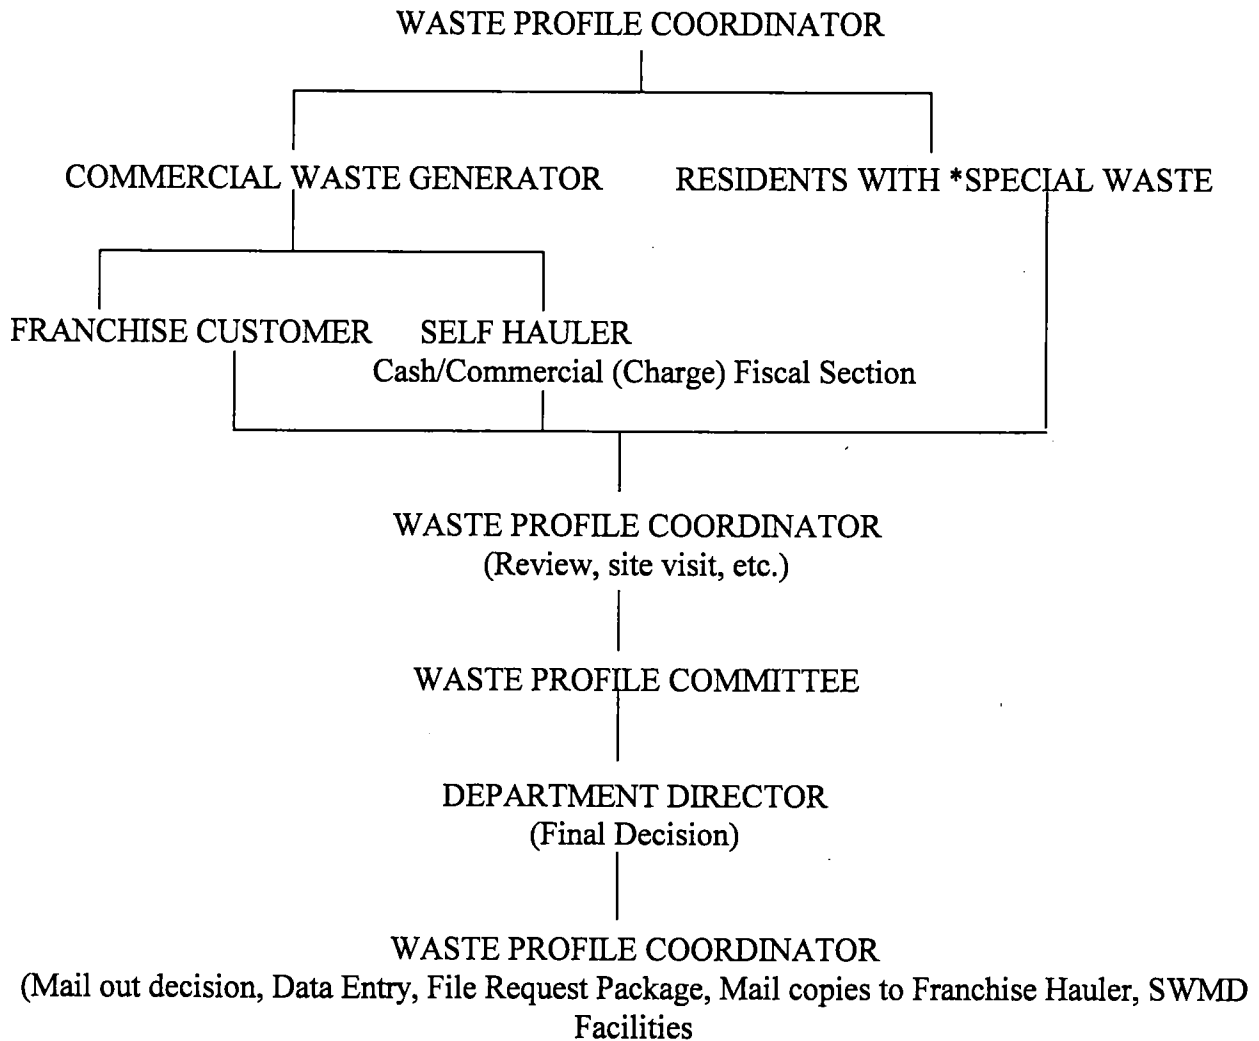 WASTE PROFILE COORDINATOR
COMMERCIAL WASTE GENERATOR
RESIDENTS WITH *SPECIAL WASTE
FRANCHISE CUSTOMER
SELF HAULER
Cash/Commercial (Charge) Fiscal Section
WASTE PROFILE COORDINATOR
(Review, site visit, etc.)
WASTE PROFILE COMMITTEE
DEPARTMENT DIRECTOR
(Final Decision)
WASTE PROFILE COORDINATOR
(Mail out decision, Data Entry, File Request Package, Mail copies to Franchise Hauler, SWMD
Facilities